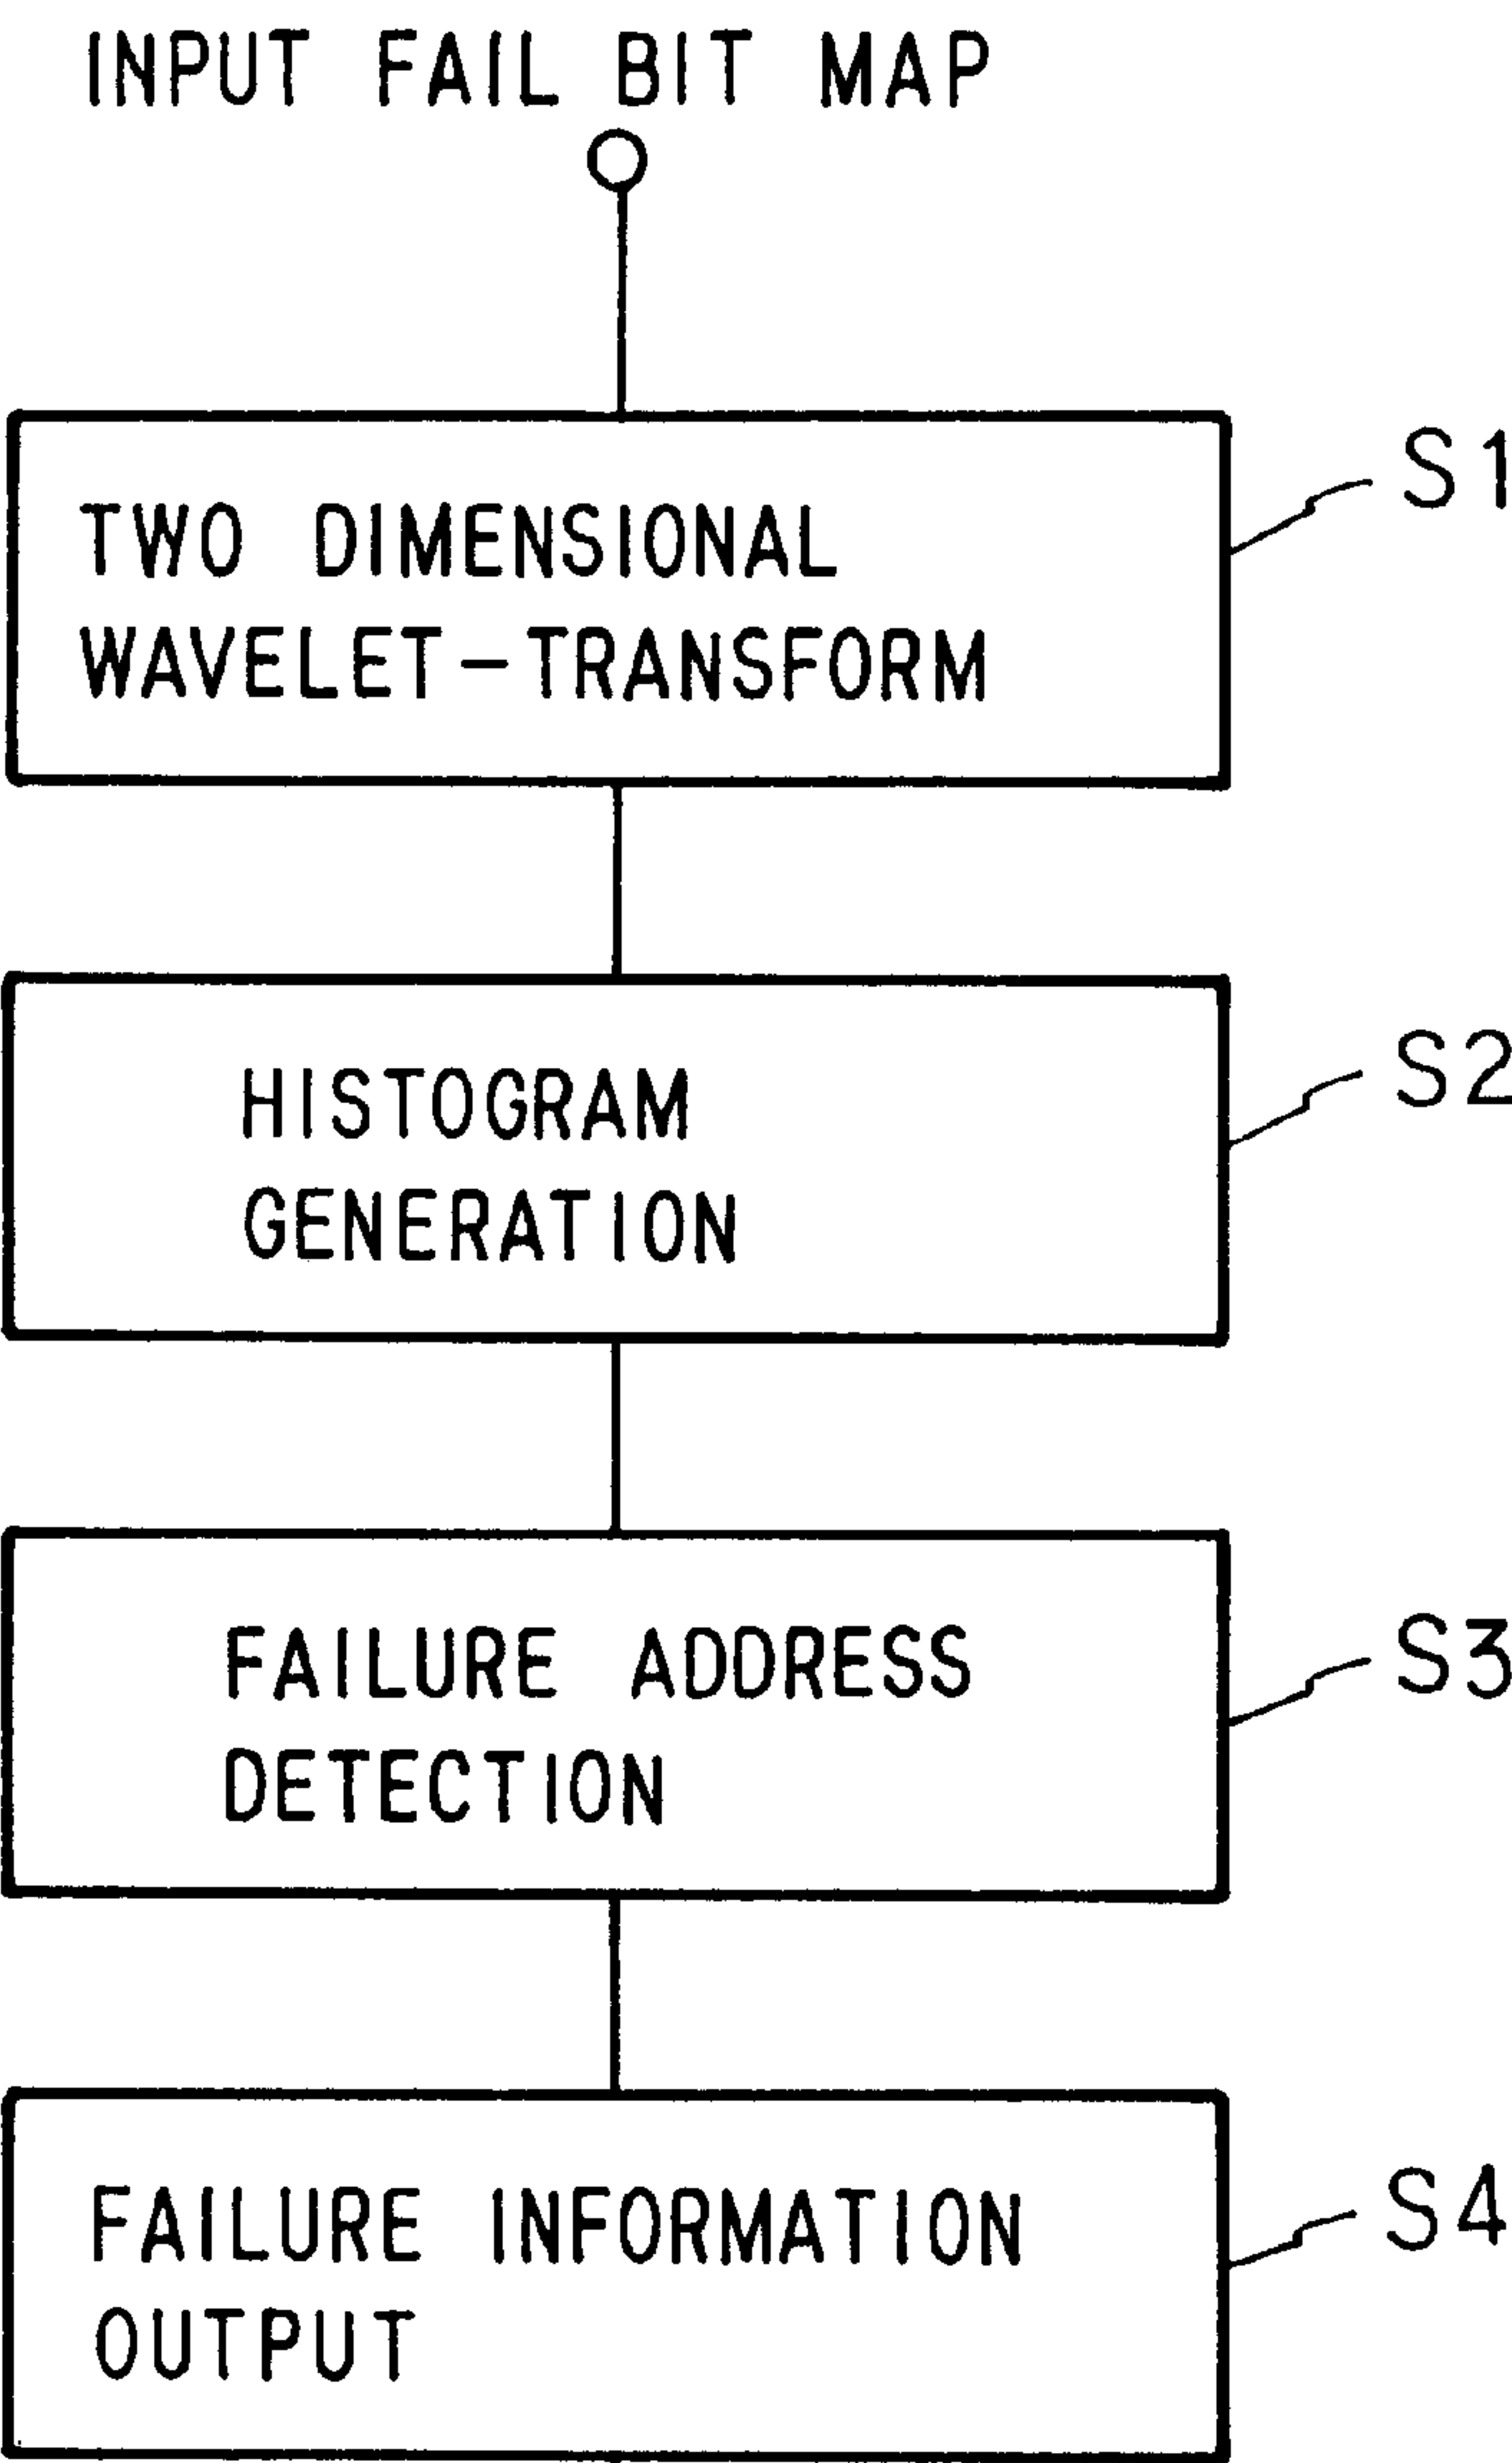 INPUT FAIL BIT MAP
S1
TWO DIMENSIONAL
WAVELET-TRANSFORM
S2
HISTOGRAM
GENERATION
S3
FAILURE ADDRESS
DETECTION
S4
FAILURE INFORMATION
OUTPUT